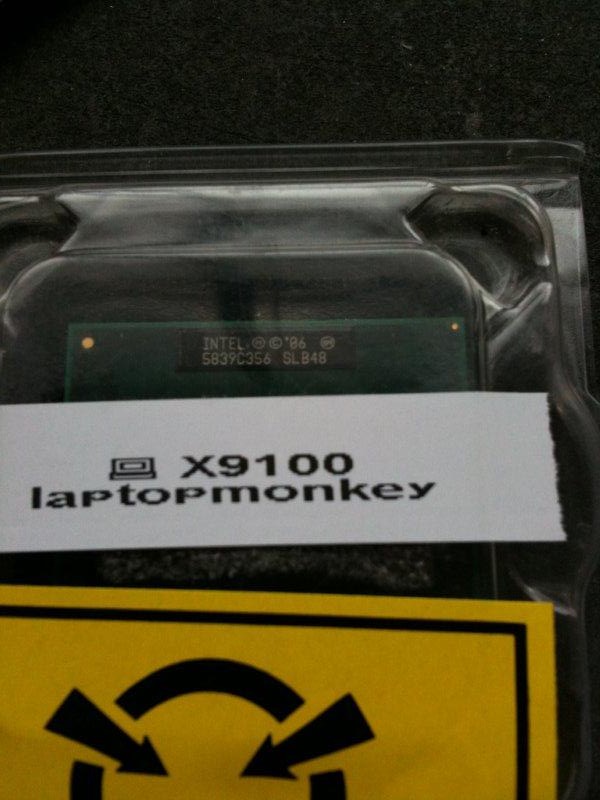 INTEL Ⓜ © '06
5839C356 SLB48
X9100
laptopmonkey